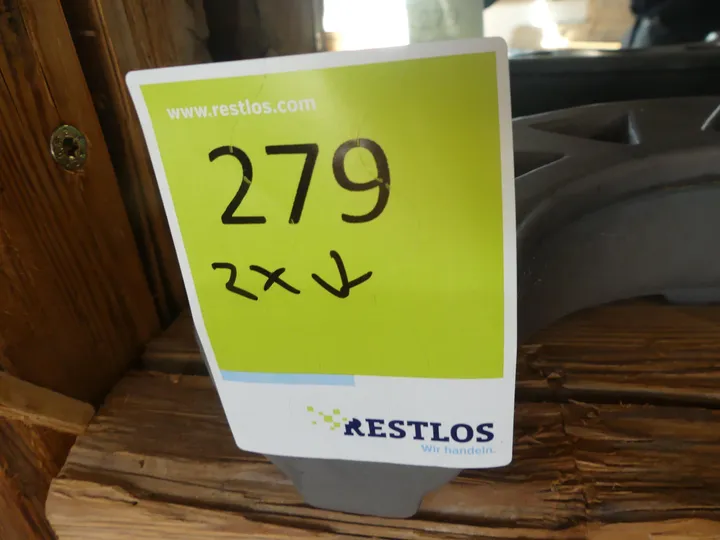 www.restlos.com
279
2x ↓
RESTLOS
Wir handeln.